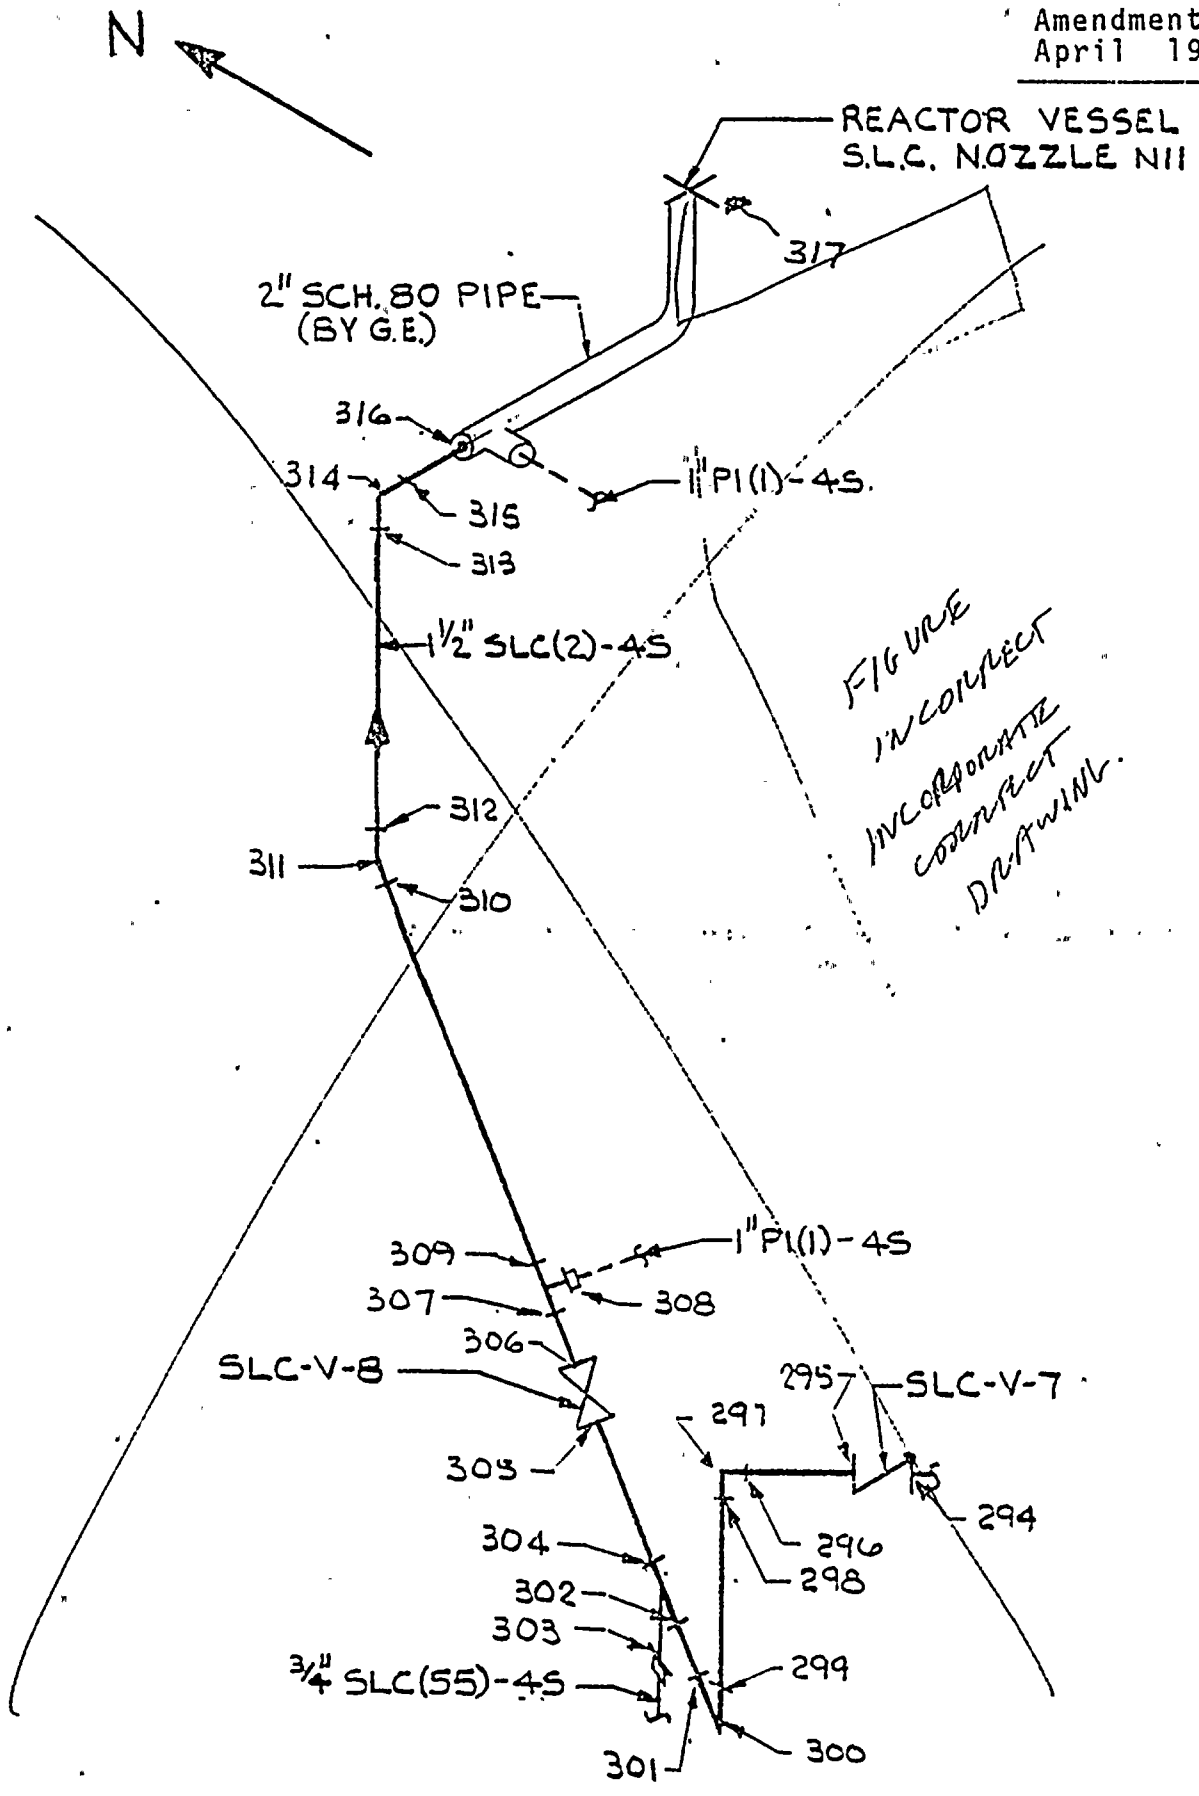 Amendment
April 19
N
REACTOR VESSEL
S.L.C. NOZZLE N11
317
2" SCH. 80 PIPE
(BY G.E.)
316
314
1" PI(1)-4S.
315
313
1 1/2" SLC(2)-4S
FIGURE
INCORRECT
INCORPORATE
CORRECT
DRAWING.
312
311
310
309
1" PI(1)-4S
307
308
306
SLC-V-8
295
SLC-V-7
297
305
294
304
296
298
302
303
299
3/4" SLC(55)-4S
300
301